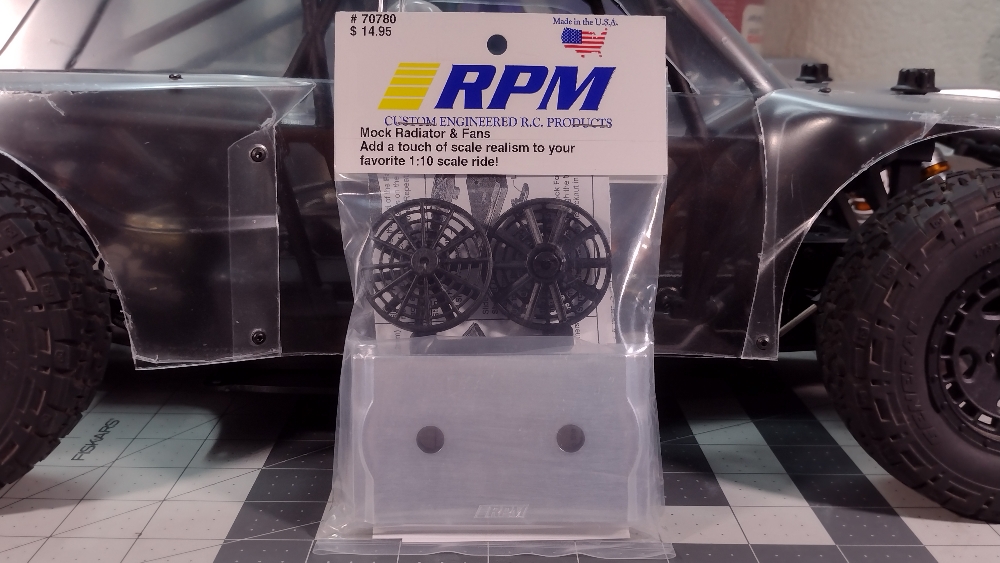 # 70780
$ 14.95
Made in the U.S.A.
RPM
CUSTOM ENGINEERED R.C. PRODUCTS
Mock Radiator & Fans
Add a touch of scale realism to your
favorite 1:10 scale ride!
RPM
FISKARS